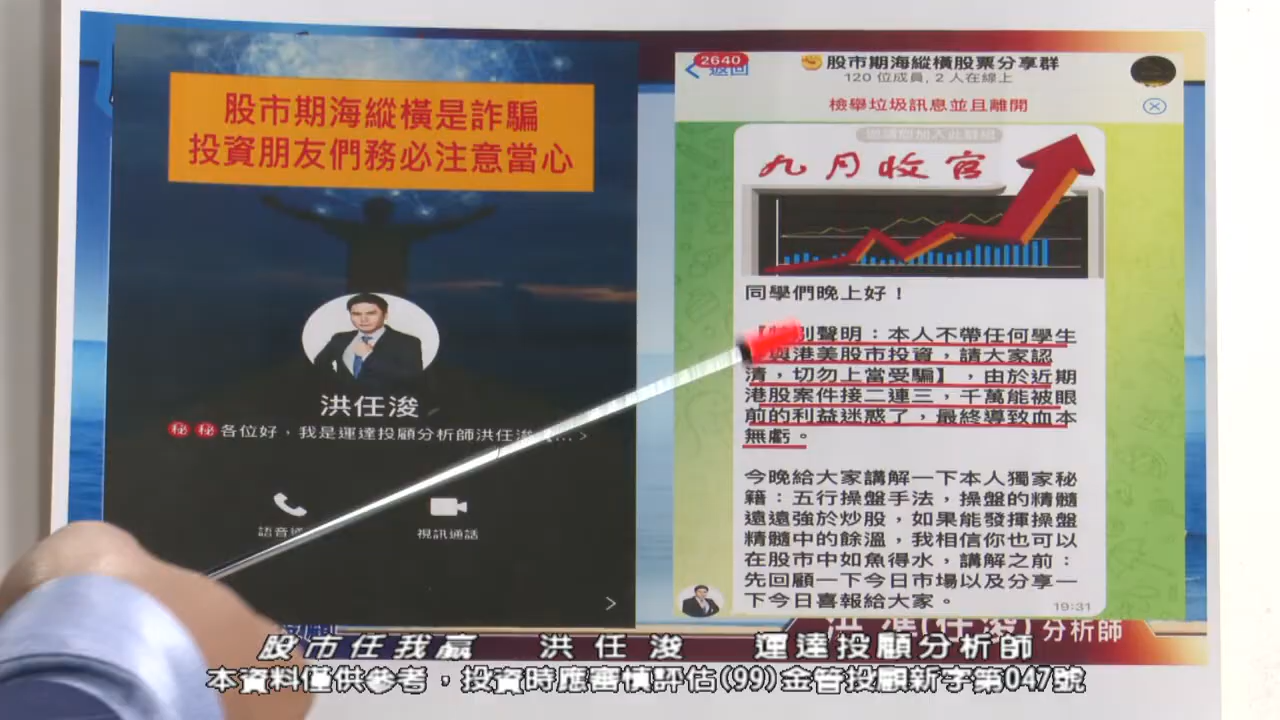 股市期海縱橫是詐騙
投資朋友們務必注意當心
洪任浚
秘 秘 各位好，我是運達投顧分析師洪任浚
視訊通話
2640
返回
股市期海縱橫股票分享群
120 位成員, 2 人在線上
檢舉垃圾訊息並且離開
九月收官
同學們晚上好！
別聲明：本人不帶任何學生
與港美股市投資，請大家認
清，切勿上當受騙】，由於近期
港股案件接二連三，千萬能被眼
前的利益迷惑了，最終導致血本
無虧。
今晚給大家講解一下本人獨家秘
籍：五行操盤手法，操盤的精髓
遠遠強於炒股，如果能發揮操盤
精髓中的餘溫，我相信你也可以
在股市中如魚得水，講解之前：
先回顧一下今日市場以及分享一
下今日喜報給大家。
19:31
(任浚)分析師
股市任我贏 洪任浚 運達投顧分析師
本資料僅供參考，投資時應審慎評估(99)金管投顧新字第047號